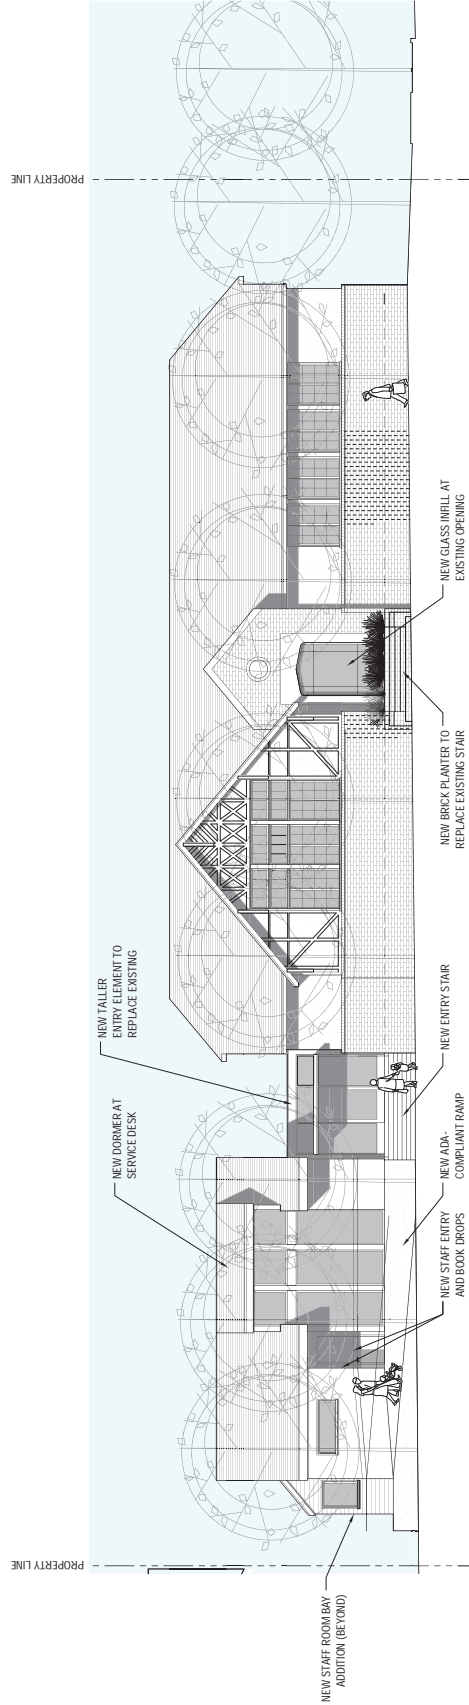 PROPERTY LINE
NEW STAFF ROOM BAY
ADDITION (BEYOND)
NEW DORMER AT
SERVICE DESK
NEW TALLER
ENTRY ELEMENT TO
REPLACE EXISTING
NEW STAFF ENTRY
AND BOOK DROPS
NEW ADA-
COMPLIANT RAMP
NEW ENTRY STAIR
NEW BRICK PLANTER TO
REPLACE EXISTING STAIR
NEW GLASS INFILL AT
EXISTING OPENING
PROPERTY LINE